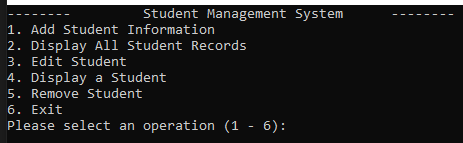 --------         Student Management System      --------
1. Add Student Information
2. Display All Student Records
3. Edit Student
4. Display a Student
5. Remove Student
6. Exit
Please select an operation (1 - 6):